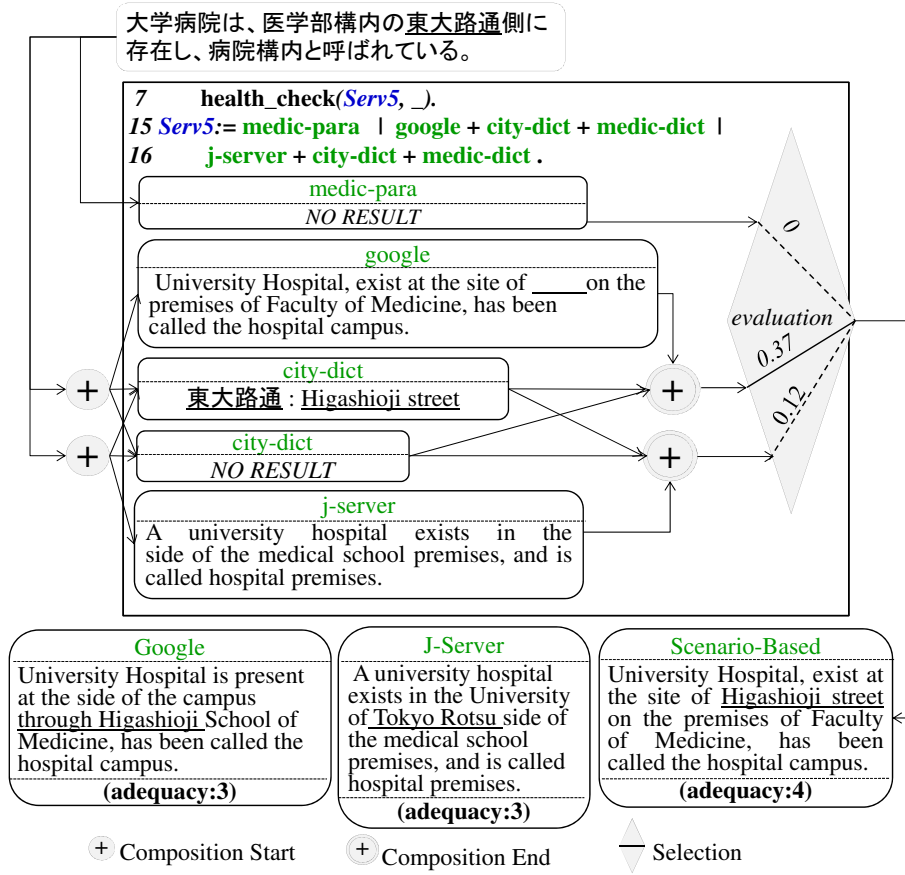 大学病院は、医学部構内の東大路通側に
存在し、病院構内と呼ばれている。
7 health_check(Serv5, _).
15 Serv5:= medic-para | google + city-dict + medic-dict |
16 j-server + city-dict + medic-dict .
medic-para
NO RESULT
google
University Hospital, exist at the site of ____ on the
premises of Faculty of Medicine, has been
called the hospital campus.
city-dict
東大路通 : Higashioji street
city-dict
NO RESULT
j-server
A university hospital exists in the
side of the medical school premises, and is
called hospital premises.
+
+
+
+
0
evaluation
0.37
0.12
Google
University Hospital is present
at the side of the campus
through Higashioji School of
Medicine, has been called the
hospital campus.
(adequacy:3)
J-Server
A university hospital
exists in the University
of Tokyo Rotsu side of
the medical school
premises, and is called
hospital premises.
(adequacy:3)
Scenario-Based
University Hospital, exist at
the site of Higashioji street
on the premises of Faculty
of Medicine, has been
called the hospital campus.
(adequacy:4)
+ Composition Start
+ Composition End
Selection